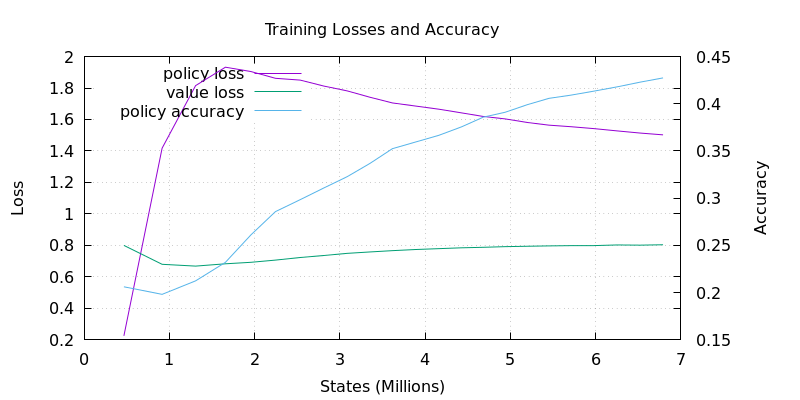 Training Losses and Accuracy
policy loss
value loss
policy accuracy
Loss
2
1.8
1.6
1.4
1.2
1
0.8
0.6
0.4
0.2
0.45
0.4
0.35
0.3
0.25
0.2
0.15
Accuracy
0 1 2 3 4 5 6 7
States (Millions)